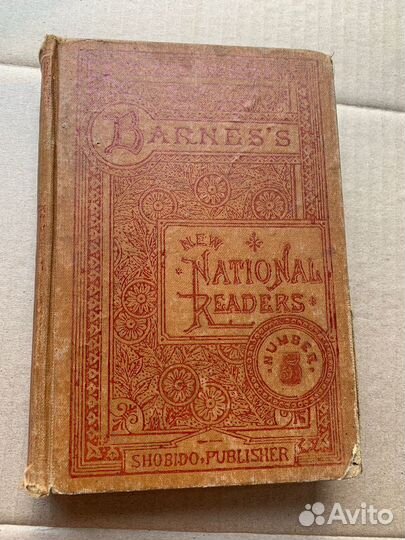 BARNES'S
NEW
NATIONAL
READERS
NUMBER
5
SHOBIDO PUBLISHER
Avito